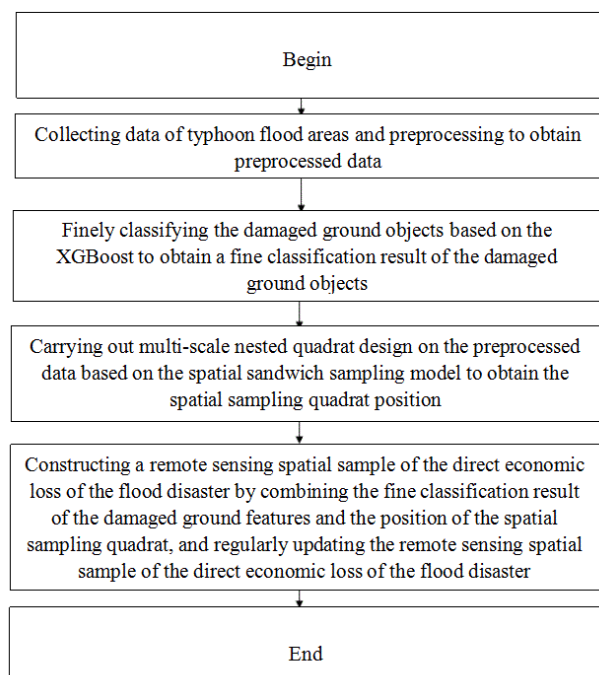 Begin
Collecting data of typhoon flood areas and preprocessing to obtain
preprocessed data
Finely classifying the damaged ground objects based on the
XGBoost to obtain a fine classification result of the damaged
ground objects
Carrying out multi-scale nested quadrat design on the preprocessed
data based on the spatial sandwich sampling model to obtain the
spatial sampling quadrat position
Constructing a remote sensing spatial sample of the direct economic
loss of the flood disaster by combining the fine classification result
of the damaged ground features and the position of the spatial
sampling quadrat, and regularly updating the remote sensing spatial
sample of the direct economic loss of the flood disaster
End